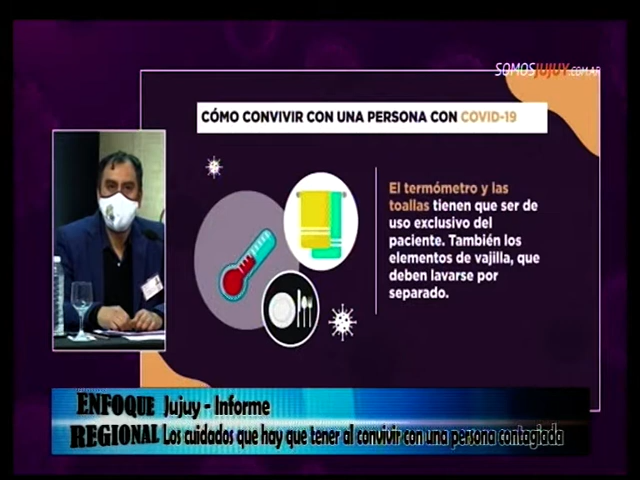 SOMOSJUJUY.COM.AR
CÓMO CONVIVIR CON UNA PERSONA CON COVID-19
El termómetro y las
toallas tienen que ser de
uso exclusivo del
paciente. También los
elementos de vajilla, que
deben lavarse por
separado.
ENFOQUE
REGIONAL
Jujuy - Informe
Los cuidados que hay que tener al convivir con una persona contagiada